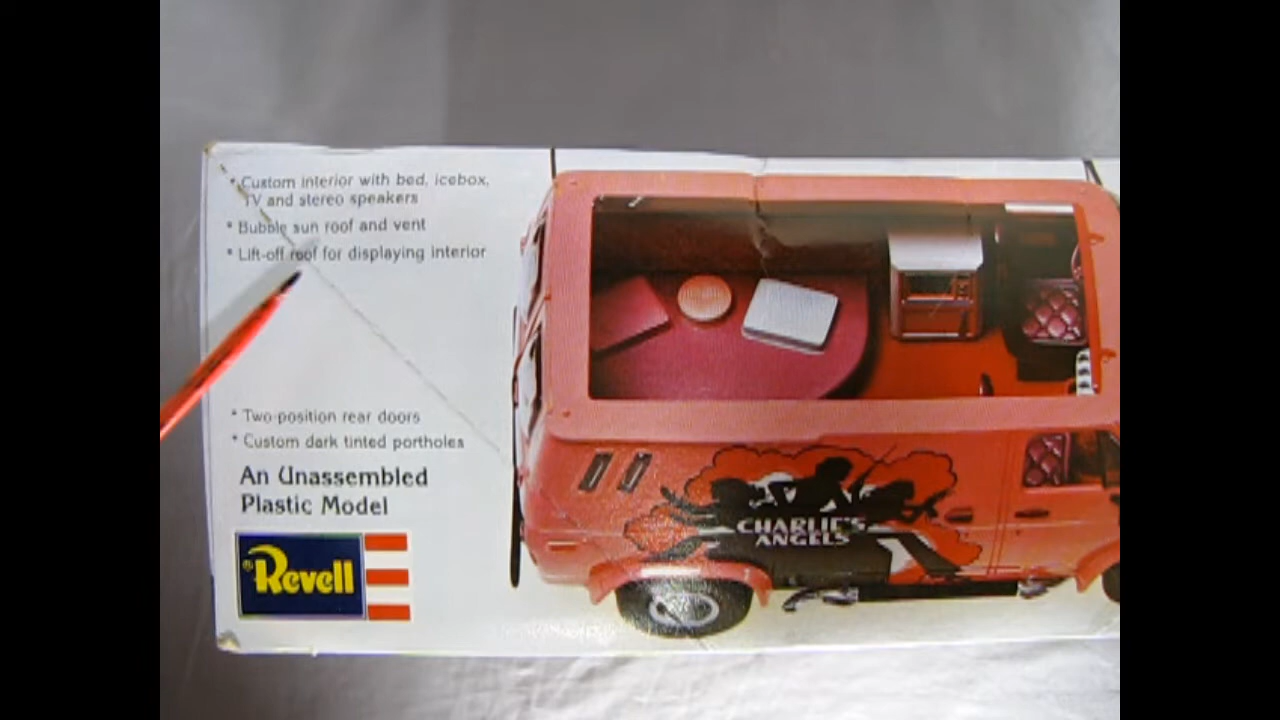 * Custom interior with bed, icebox,
TV and stereo speakers
* Bubble sun roof and vent
* Lift-off roof for displaying interior
* Two-position rear doors
* Custom dark tinted portholes
An Unassembled
Plastic Model
® Revell
CHARLIE'S
ANGELS